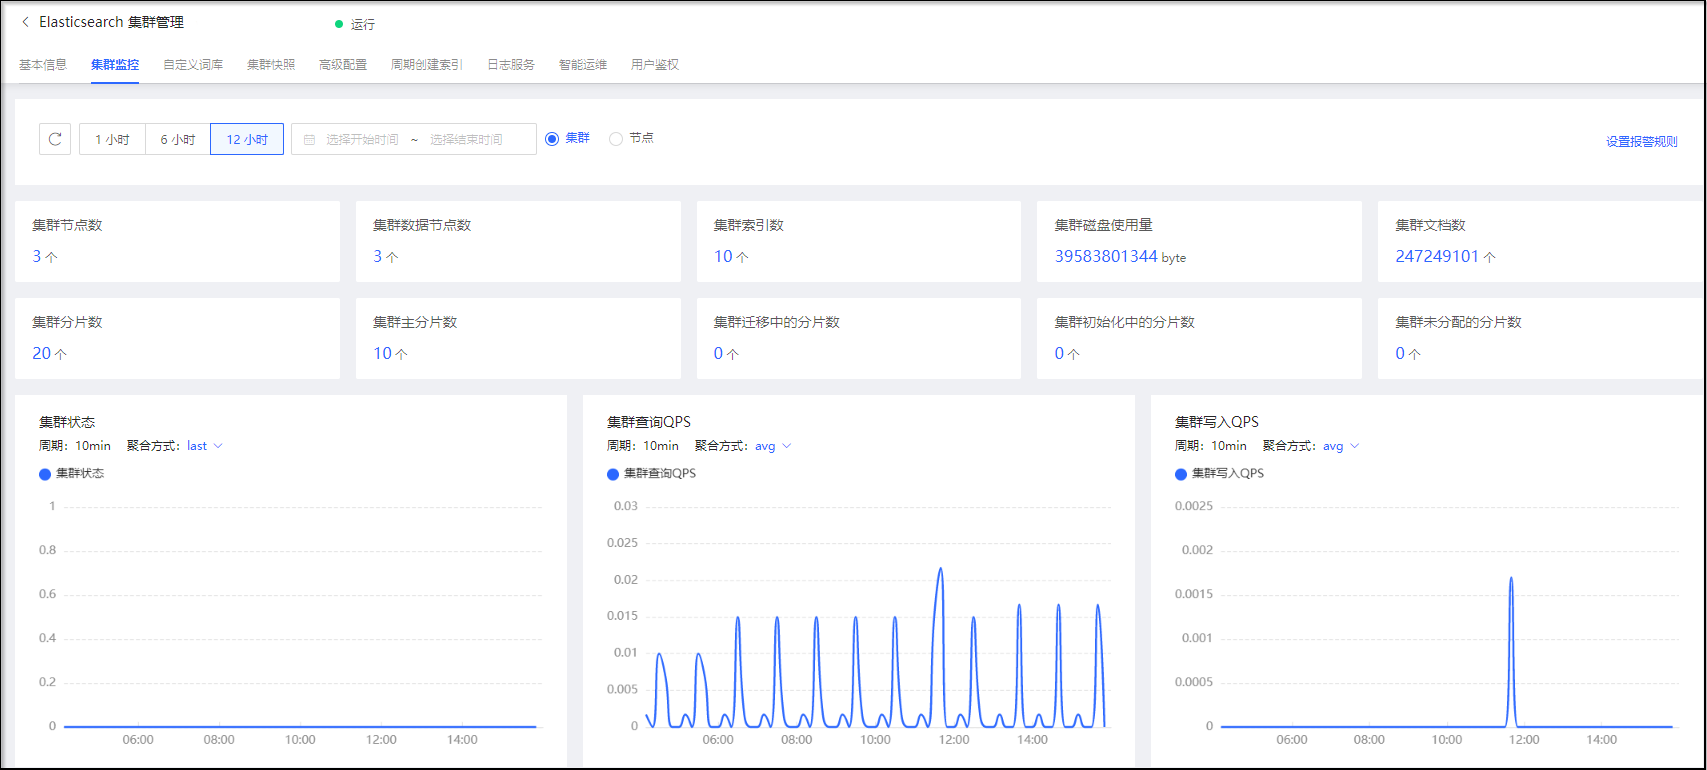 Elasticsearch 集群管理 运行
基本信息 集群监控 自定义词库 集群快照 高级配置 周期创建索引 日志服务 智能运维 用户鉴权
1 小时 6 小时 12 小时 选择开始时间 ~ 选择结束时间 集群 节点 设置报警规则
集群节点数 集群数据节点数 集群索引数 集群磁盘使用量 集群文档数
3 个 3 个 10 个 39583801344 byte 247249101 个
集群分片数 集群主分片数 集群迁移中的分片数 集群初始化中的分片数 集群未分配的分片数
20 个 10 个 0 个 0 个 0 个
集群状态
周期：10min 聚合方式：last
集群状态
1
0.8
0.6
0.4
0.2
0
06:00 08:00 10:00 12:00 14:00
集群查询QPS
周期：10min 聚合方式：avg
集群查询QPS
0.03
0.025
0.02
0.015
0.01
0.005
0
06:00 08:00 10:00 12:00 14:00
集群写入QPS
周期：10min 聚合方式：avg
集群写入QPS
0.0025
0.002
0.0015
0.001
0.0005
0
06:00 08:00 10:00 12:00 14:00